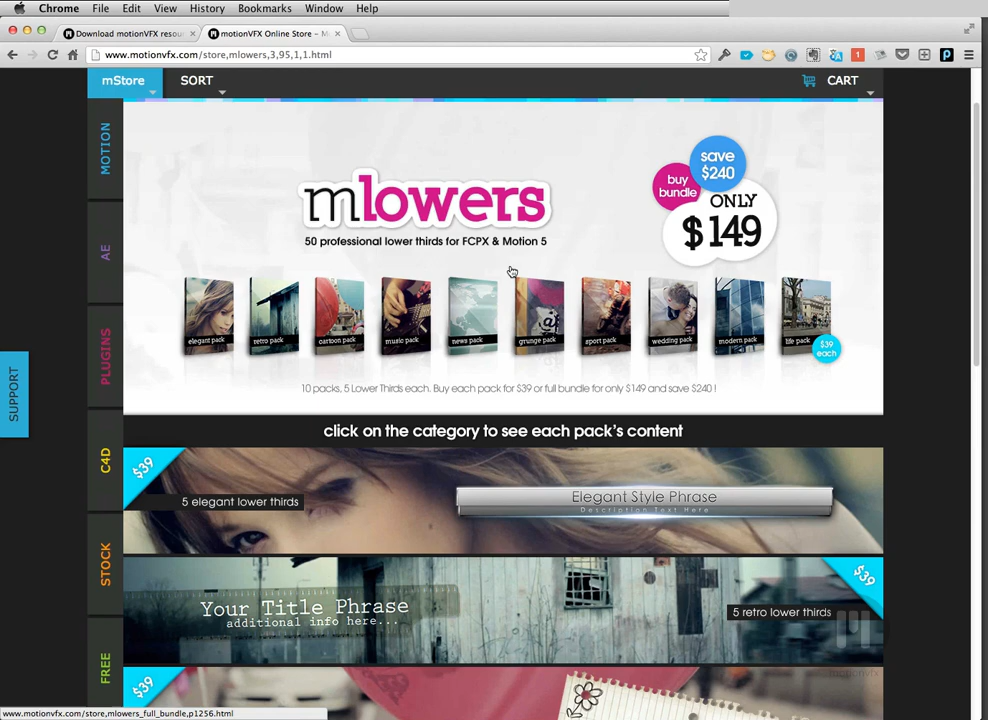 Chrome File Edit View History Bookmarks Window Help
Download motionVFX resou
motionVFX Online Store – M
www.motionvfx.com/store,mlowers,3,95,1,1.html
1
mStore
SORT
CART
MOTION
AE
PLUGINS
C4D
STOCK
FREE
SUPPORT
mlowers
50 professional lower thirds for FCPX & Motion 5
save
$240
buy
bundle
ONLY
$149
elegant pack
retro pack
cartoon pack
music pack
news pack
grunge pack
sport pack
wedding pack
modern pack
life pack
$39
each
10 packs, 5 Lower Thirds each. Buy each pack for $39 or full bundle for only $149 and save $240 !
click on the category to see each pack's content
$39
5 elegant lower thirds
Elegant Style Phrase
Description Text Here
Your Title Phrase
additional info here...
$39
5 retro lower thirds
$39
motionvfx
www.motionvfx.com/store,mlowers_full_bundle,p1256.html